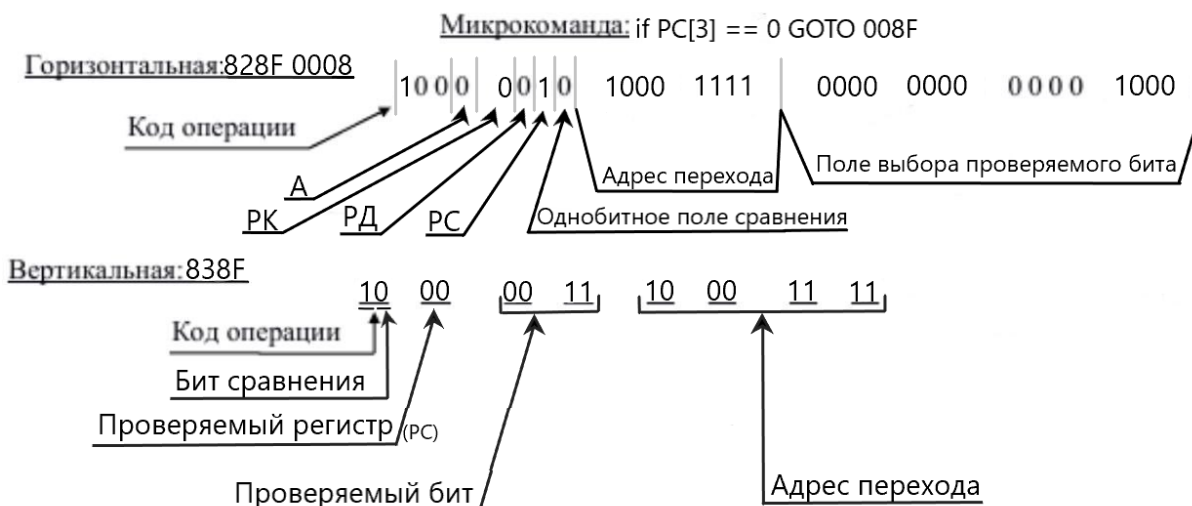 Микрокоманда: if PC[3] == 0 GOTO 008F
Горизонтальная:828F 0008
1000 0010 1000 1111 0000 0000 0000 1000
Код операции
А
РК
РД
РС
Адрес перехода
Поле выбора проверяемого бита
Однобитное поле сравнения
Вертикальная:838F
10 00 00 11 10 00 11 11
Код операции
Бит сравнения
Проверяемый регистр (РС)
Проверяемый бит
Адрес перехода